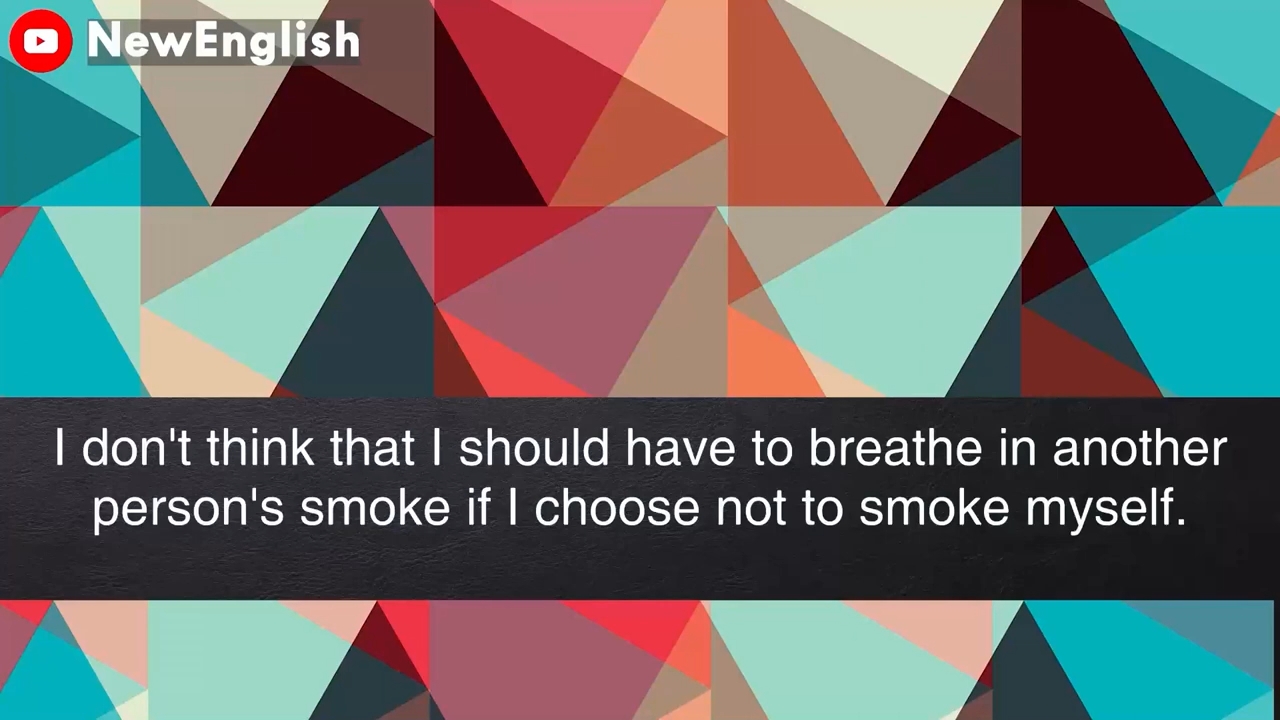 NewEnglish
I don't think that I should have to breathe in another
person's smoke if I choose not to smoke myself.